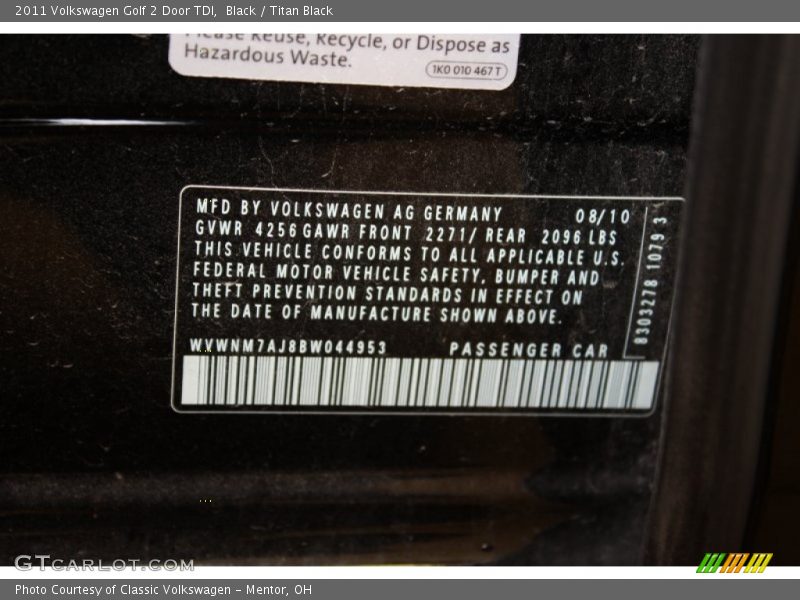 2011 Volkswagen Golf 2 Door TDI,  Black / Titan Black
Please Reuse, Recycle, or Dispose as
Hazardous Waste.
1K0 010 467 T
MFD BY VOLKSWAGEN AG GERMANY 08/10
GVWR 4256 GAWR FRONT 2271/ REAR 2096 LBS
THIS VEHICLE CONFORMS TO ALL APPLICABLE U.S.
FEDERAL MOTOR VEHICLE SAFETY, BUMPER AND
THEFT PREVENTION STANDARDS IN EFFECT ON
THE DATE OF MANUFACTURE SHOWN ABOVE.
WVWNM7AJ8BW044953 PASSENGER CAR
8303278 1079 3
GTcarlot.com
Photo Courtesy of Classic Volkswagen - Mentor, OH